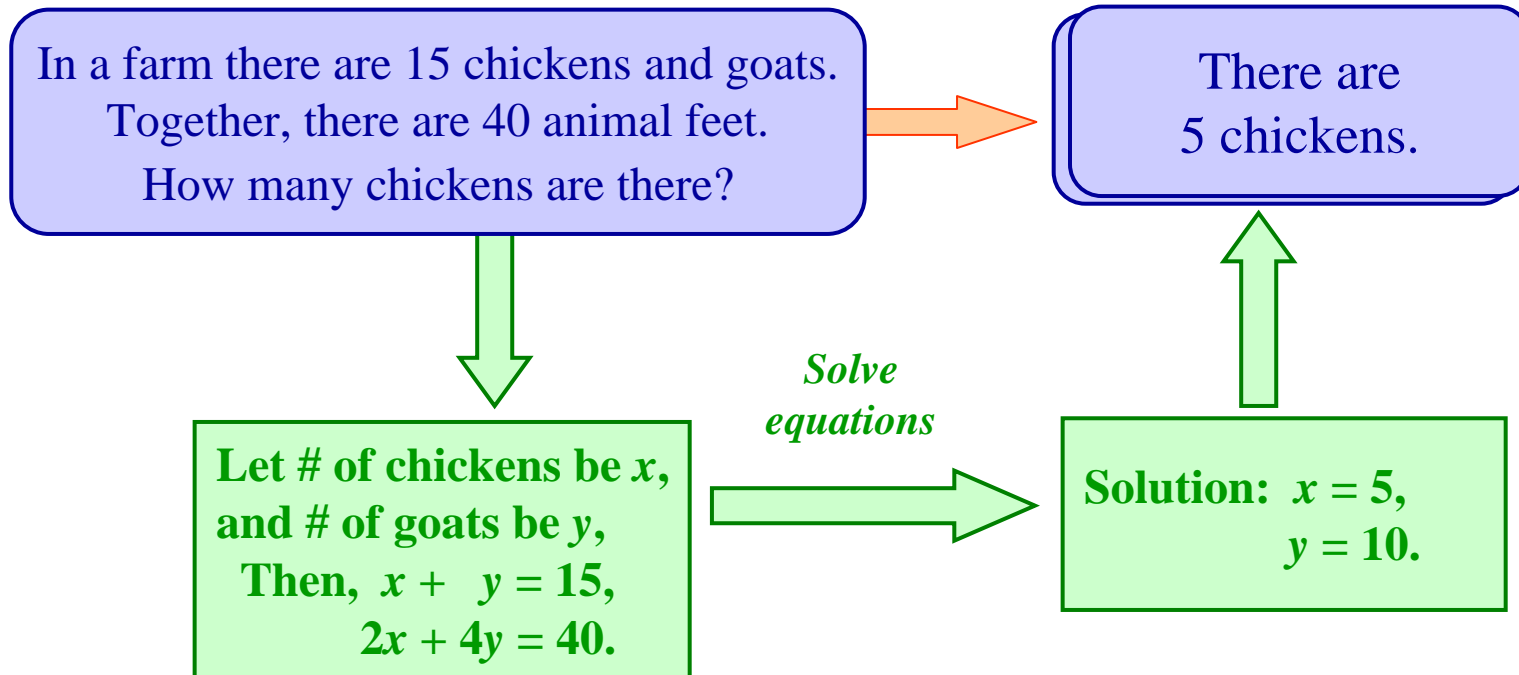 In a farm there are 15 chickens and goats.
Together, there are 40 animal feet.
How many chickens are there?
There are
5 chickens.
Solve
equations
Let # of chickens be x,
and # of goats be y,
Then, x + y = 15,
2x + 4y = 40.
Solution: x = 5,
y = 10.